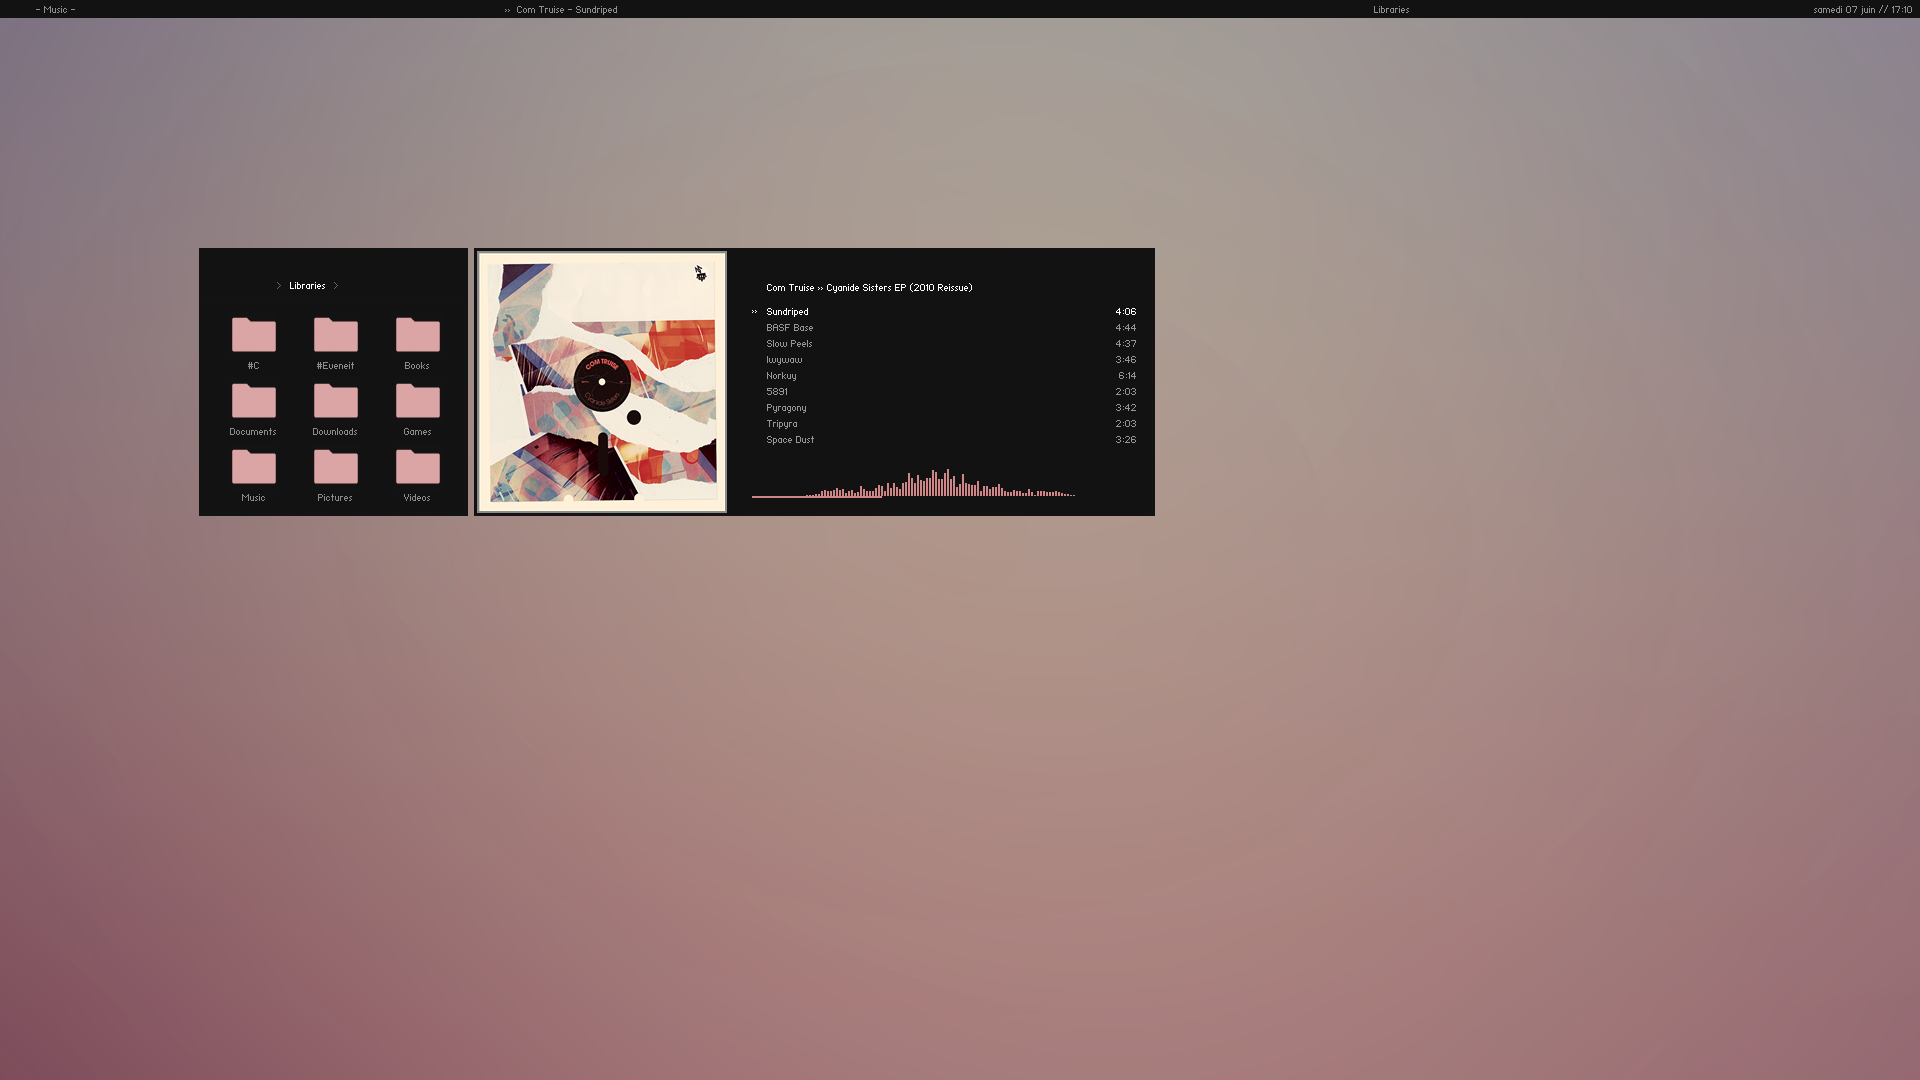 - Music -
›› Com Truise - Sundriped
Libraries
samedi 07 juin // 17:10
> Libraries >
#C #Eveneit Books
Documents Downloads Games
Music Pictures Videos
COM TRUISE
Cyanide Sisters
Com Truise ›› Cyanide Sisters EP (2010 Reissue)
›› Sundriped 4:06
BASF Base 4:44
Slow Peels 4:37
Iwywaw 3:46
Norkuy 6:14
5891 2:03
Pyragony 3:42
Tripyra 2:03
Space Dust 3:26